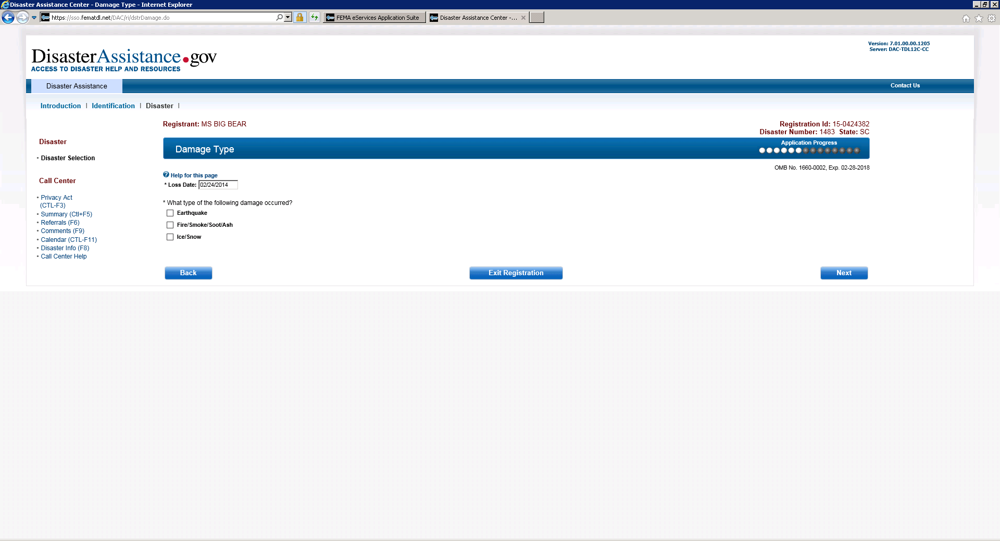 Disaster Assistance Center - Damage Type - Internet Explorer
https://sso.fematdl.net/DAC/ri/dstrDamage.do
FEMA eServices Application Suite
Disaster Assistance Center -...
Version: 7.01.00.00.1205
Server: DAC-TDL12C-CC
DisasterAssistance.gov
ACCESS TO DISASTER HELP AND RESOURCES
Disaster Assistance
Contact Us
Introduction | Identification | Disaster |
Registrant: MS BIG BEAR
Registration Id: 15-0424382
Disaster Number: 1483 State: SC
Disaster
• Disaster Selection
Call Center
• Privacy Act
(CTL-F3)
• Summary (Ctl+F5)
• Referrals (F6)
• Comments (F9)
• Calendar (CTL-F11)
• Disaster Info (F8)
• Call Center Help
Damage Type
Application Progress
OMB No. 1660-0002, Exp. 02-28-2018
? Help for this page
* Loss Date: 02/24/2014
* What type of the following damage occurred?
Earthquake
Fire/Smoke/Soot/Ash
Ice/Snow
Back
Exit Registration
Next